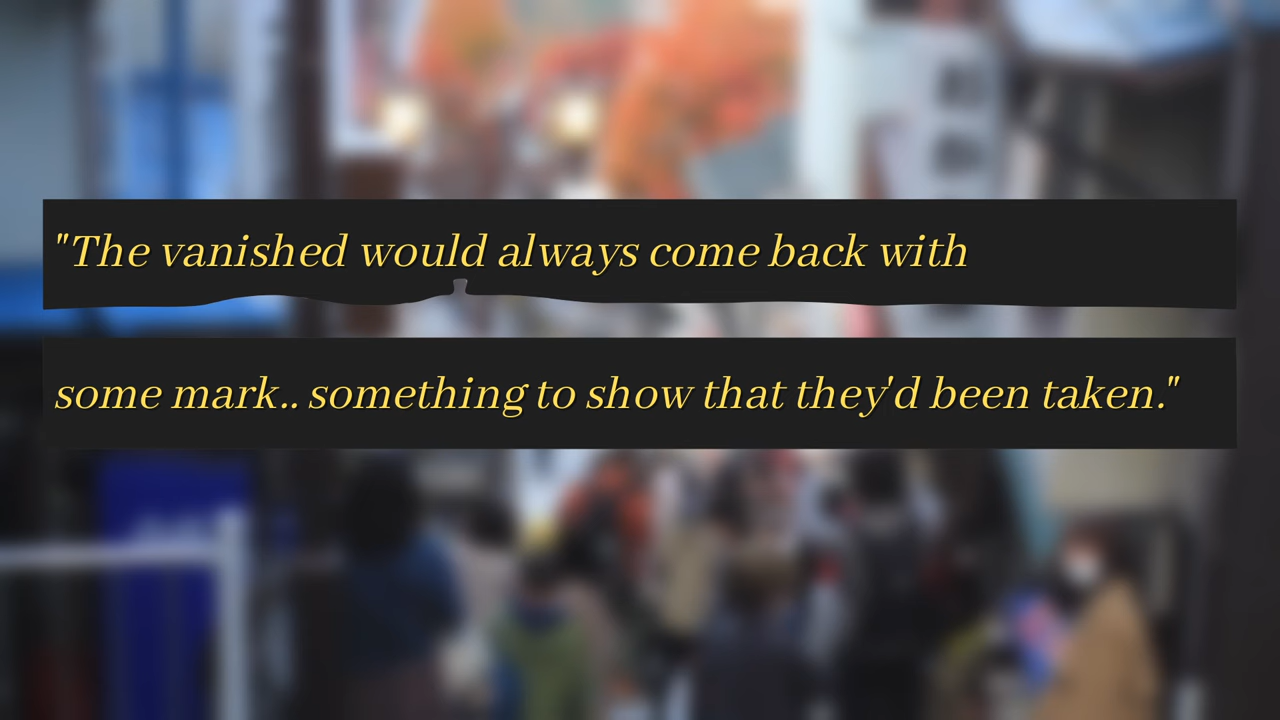 "The vanished would always come back with
some mark.. something to show that they'd been taken."